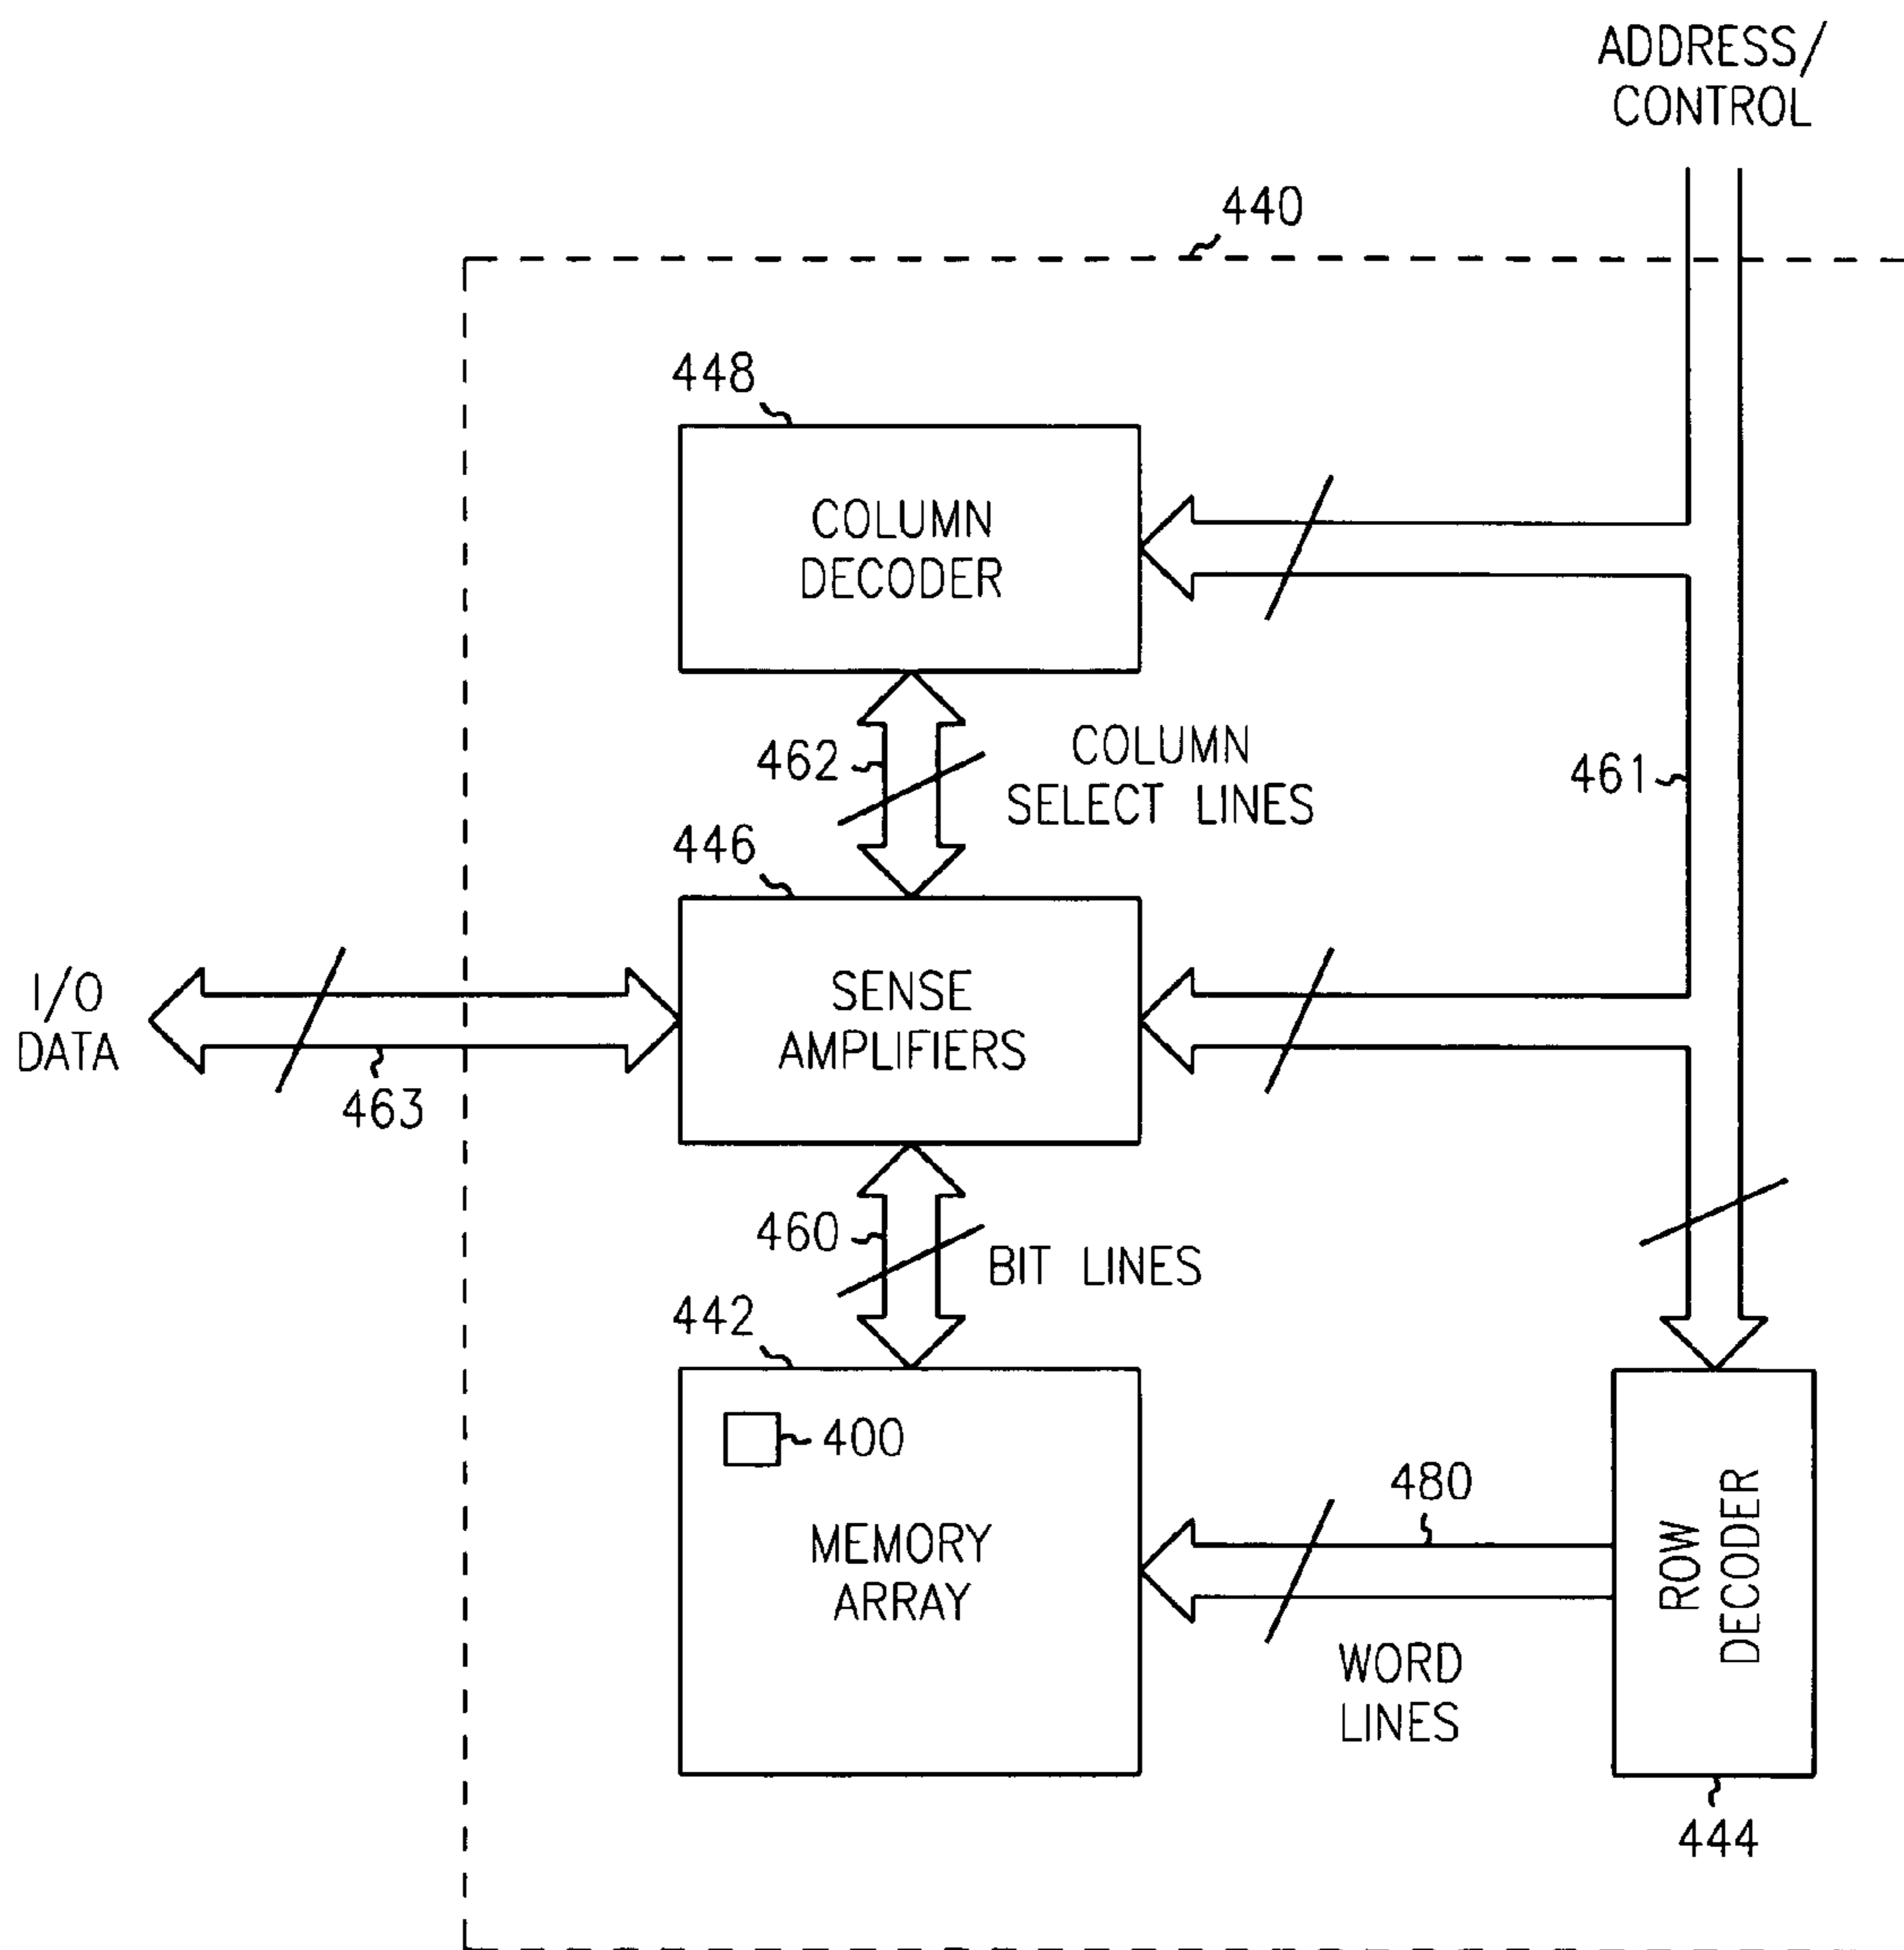 ADDRESS/
CONTROL
440
448
COLUMN
DECODER
462
COLUMN
SELECT LINES
461
446
I/O
DATA
SENSE
AMPLIFIERS
463
460
BIT LINES
442
400
MEMORY
ARRAY
480
WORD
LINES
ROW
DECODER
444